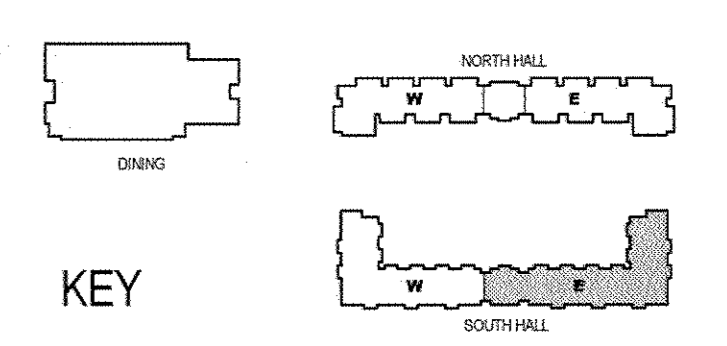 NORTH HALL
W E
DINING
KEY
W E
SOUTH HALL